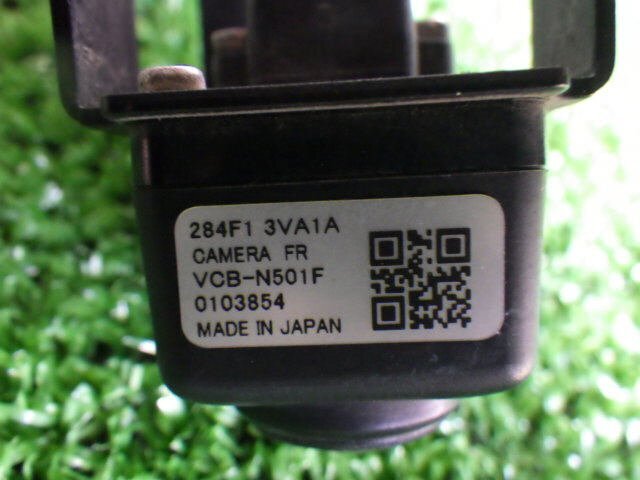 284F1 3VA1A
CAMERA FR
VCB-N501F
0103854
MADE IN JAPAN